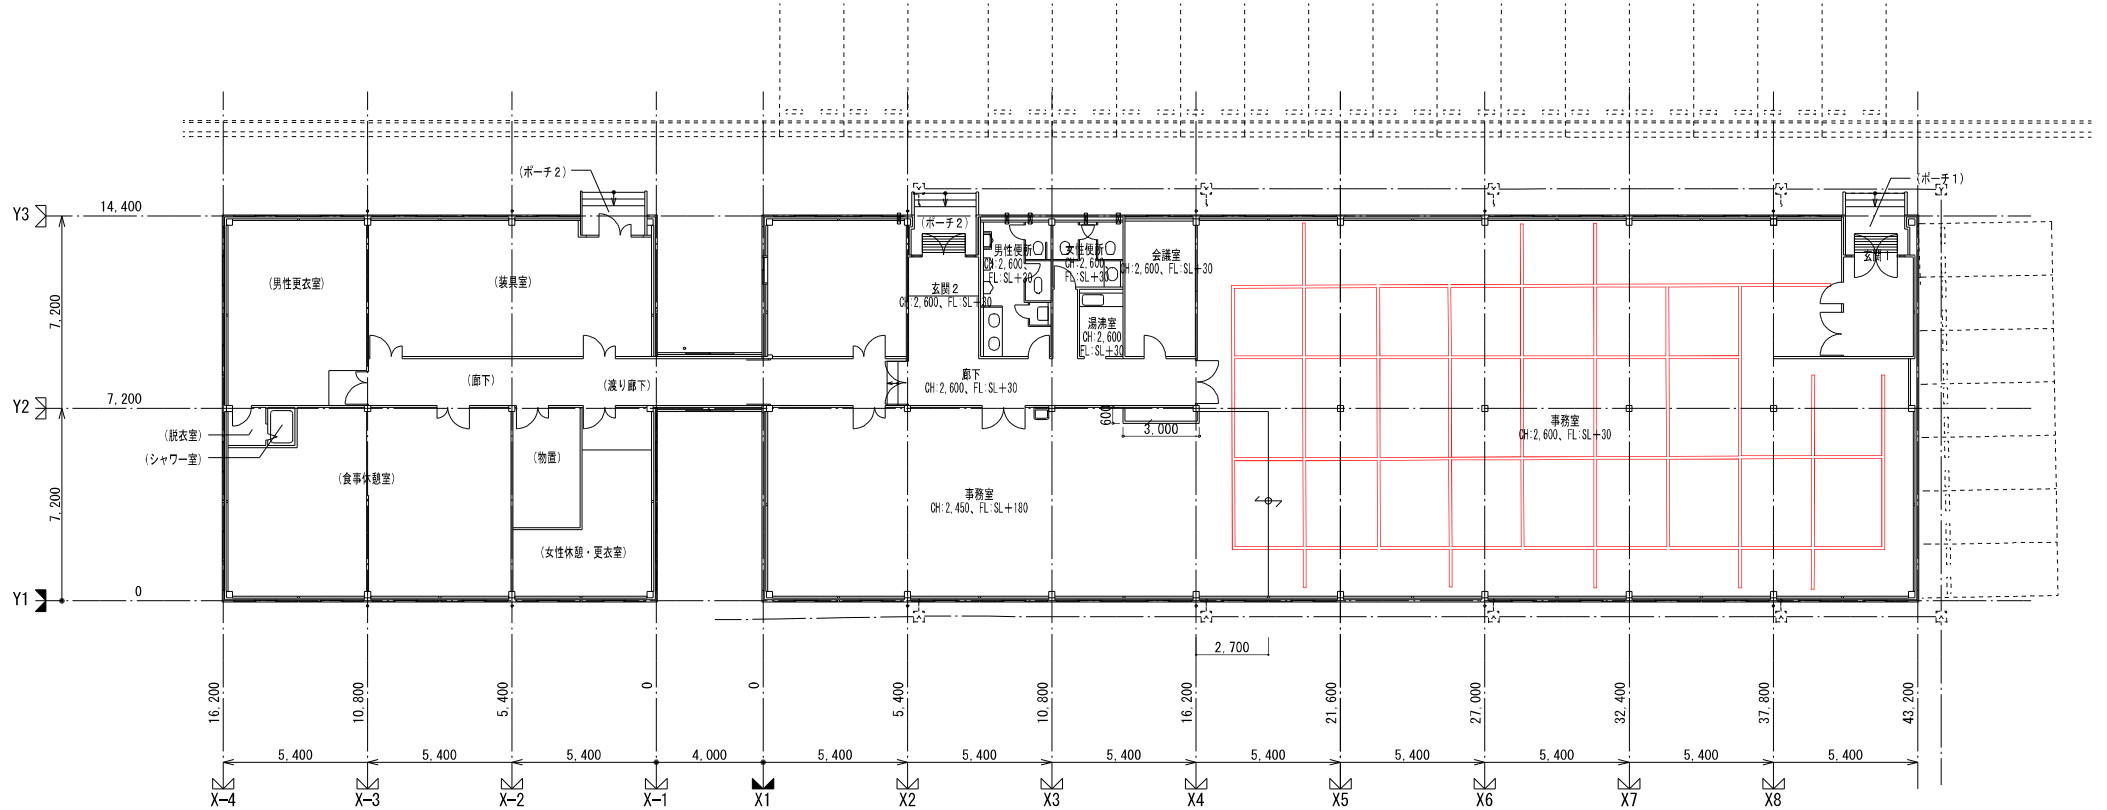 (ポーチ2)
(ポーチ1)
Y3
14,400
(ポーチ2)
玄関1
(男性更衣室)
(装具室)
男性便所
CH:2,600、
FL:SL+30
女性便所
CH:2,600
FL:SL+30
会議室
CH:2,600、FL:SL+30
玄関2
CH:2,600、FL:SL+30
7,200
湯沸室
CH:2,600
FL:SL+30
(廊下)
(渡り廊下)
廊下
CH:2,600、FL:SL+30
Y2
7,200
600
3,000
事務室
CH:2,600、FL:SL+30
(脱衣室)
(シャワー室)
(物置)
(食事休憩室)
7,200
事務室
CH:2,450、FL:SL+180
(女性休憩・更衣室)
Y1
0
2,700
16,200
10,800
5,400
0
0
5,400
10,800
16,200
21,600
27,000
32,400
37,800
43,200
5,400
5,400
5,400
4,000
5,400
5,400
5,400
5,400
5,400
5,400
5,400
5,400
X-4
X-3
X-2
X-1
X1
X2
X3
X4
X5
X6
X7
X8